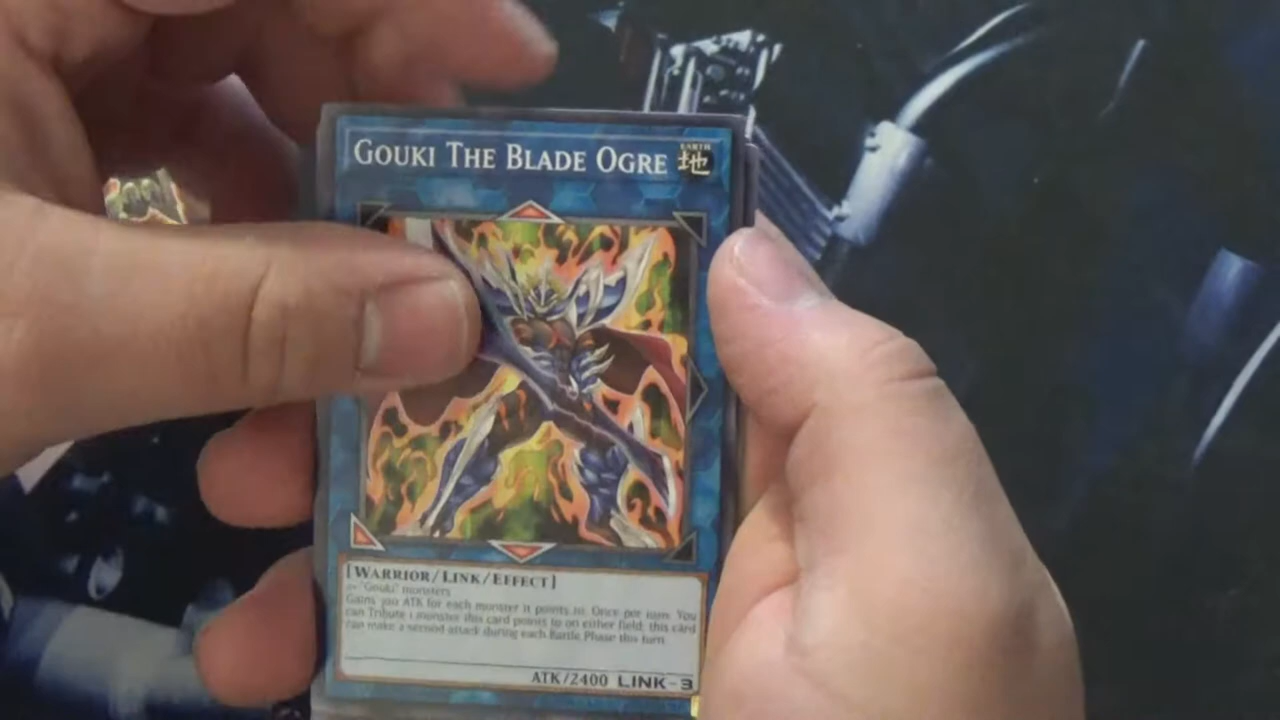 GOUKI THE BLADE OGRE
EARTH
地
[WARRIOR/LINK/EFFECT]
"Gouki" monsters
Gains 300 ATK for each monster it points to. Once per turn: You
can Tribute 1 monster this card points to on either field; this card
can make a second attack during each Battle Phase this turn.
ATK/2400 LINK-3